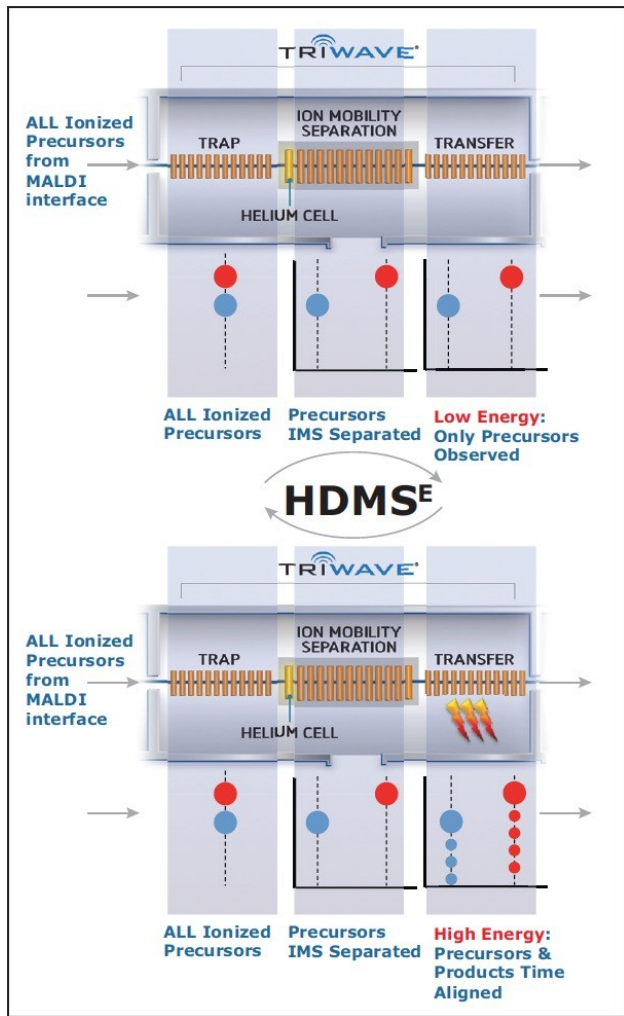 TRIWAVE®
ALL Ionized
Precursors
from
MALDI
interface
TRAP
ION MOBILITY
SEPARATION
TRANSFER
HELIUM CELL
ALL Ionized
Precursors
Precursors
IMS Separated
Low Energy:
Only Precursors
Observed
HDMSᴱ
TRIWAVE®
ALL Ionized
Precursors
from
MALDI
interface
TRAP
ION MOBILITY
SEPARATION
TRANSFER
HELIUM CELL
ALL Ionized
Precursors
Precursors
IMS Separated
High Energy:
Precursors &
Products Time
Aligned